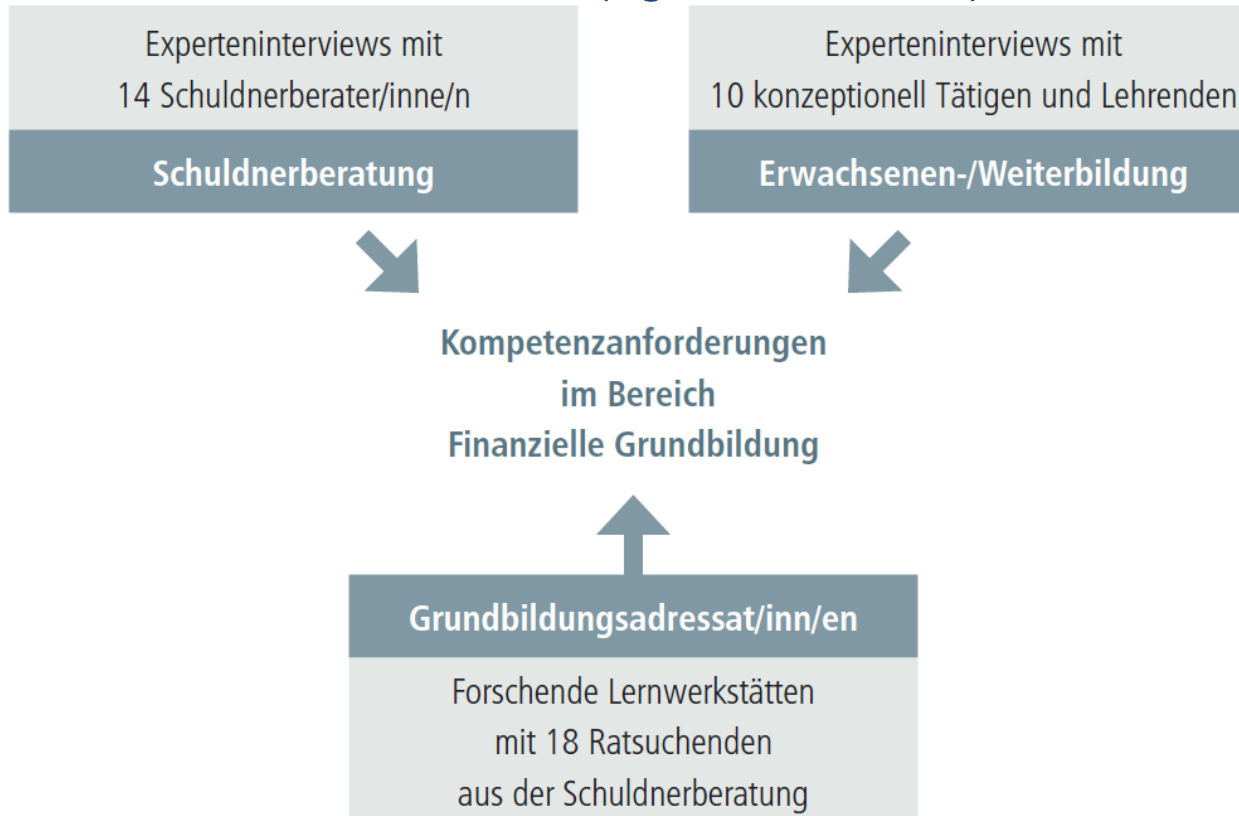 Experteninterviews mit
14 Schuldnerberater/inne/n
Schuldnerberatung
Experteninterviews mit
10 konzeptionell Tätigen und Lehrenden
Erwachsenen-/Weiterbildung
Kompetenzanforderungen
im Bereich
Finanzielle Grundbildung
Grundbildungsadressat/inn/en
Forschende Lernwerkstätten
mit 18 Ratsuchenden
aus der Schuldnerberatung